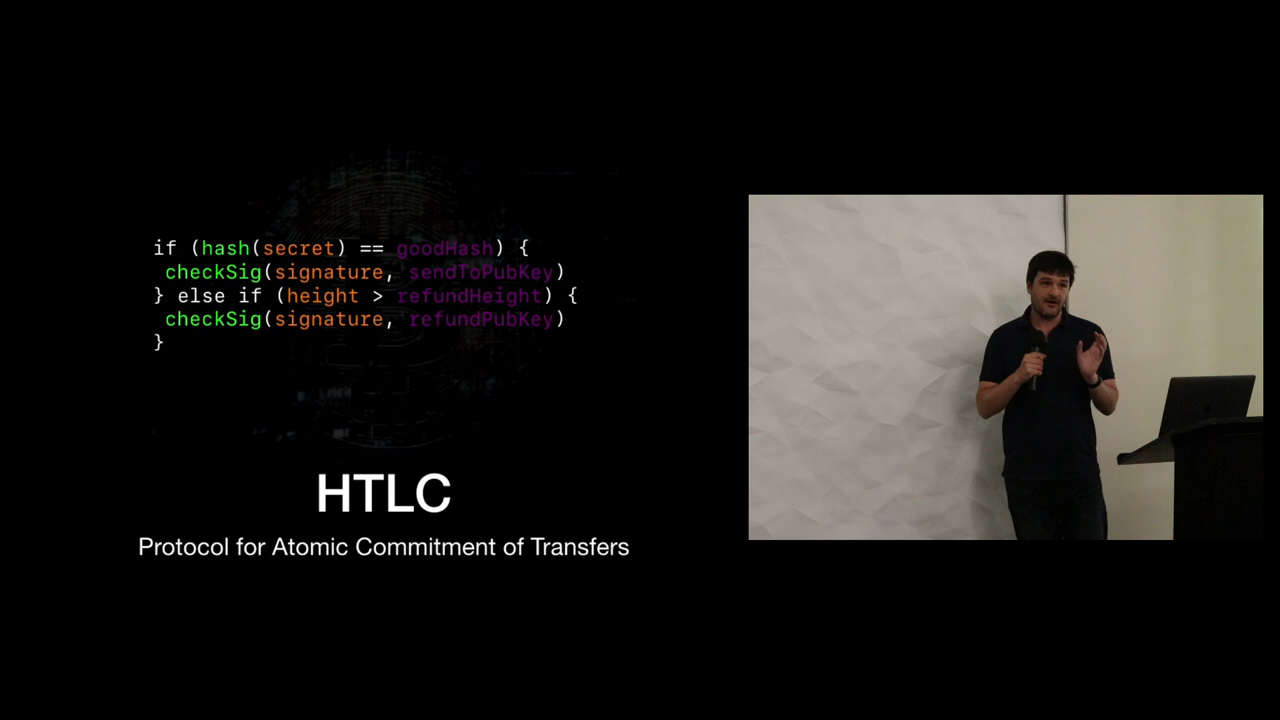 if (hash(secret) == goodHash) {
checkSig(signature, sendToPubKey)
} else if (height > refundHeight) {
checkSig(signature, refundPubKey)
}
HTLC
Protocol for Atomic Commitment of Transfers